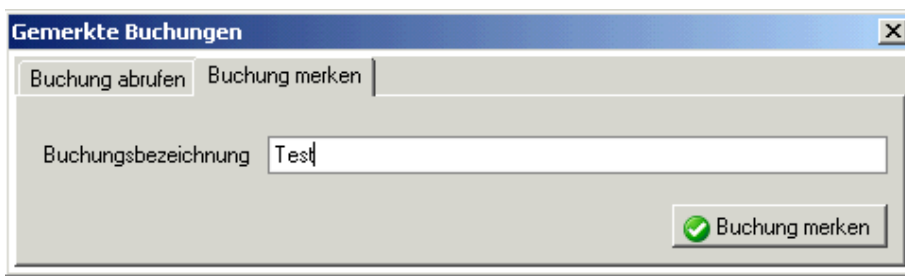 Gemerkte Buchungen
Buchung abrufen Buchung merken
Buchungsbezeichnung Test
Buchung merken